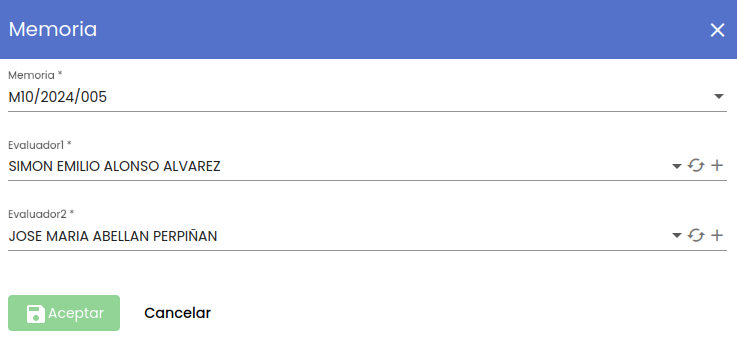 Memoria
Memoria *
M10/2024/005
Evaluador1 *
SIMON EMILIO ALONSO ALVAREZ
Evaluador2 *
JOSE MARIA ABELLAN PERPIÑAN
Aceptar
Cancelar